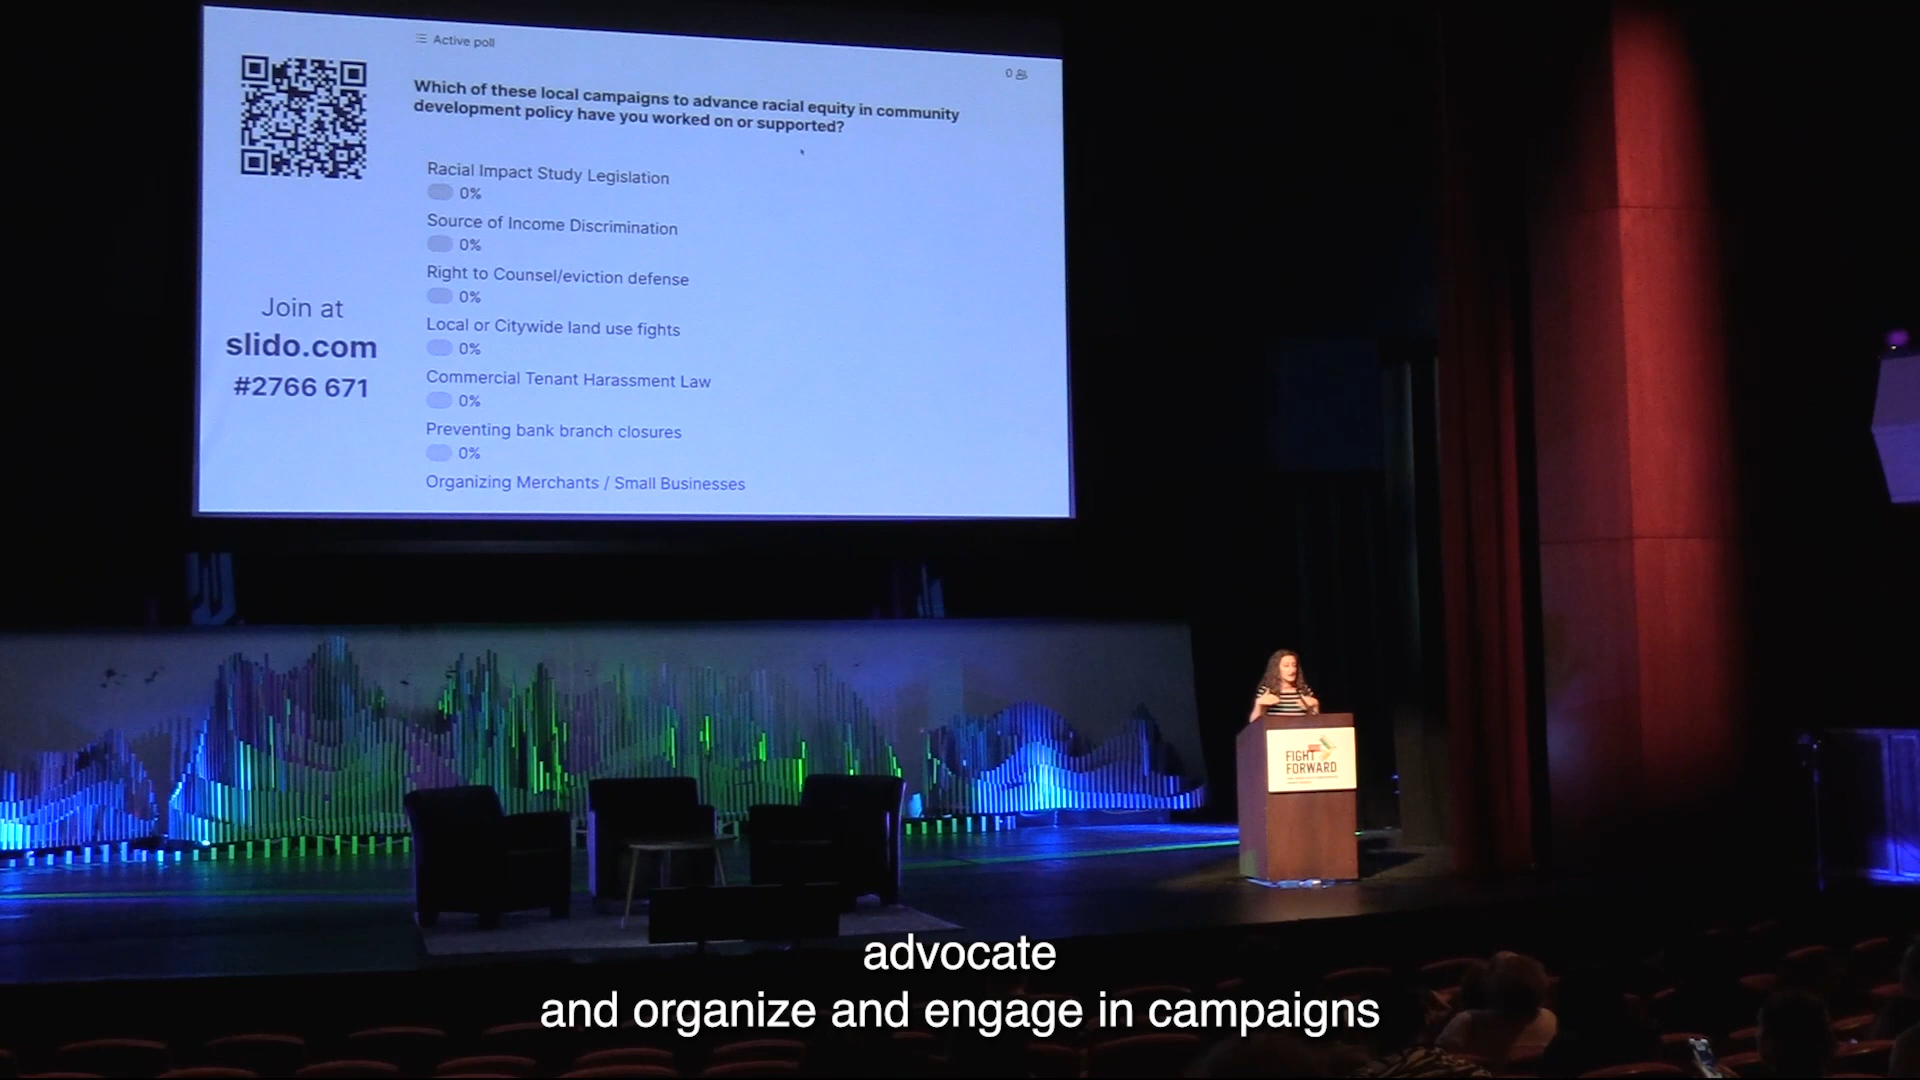 Active poll
0
Which of these local campaigns to advance racial equity in community
development policy have you worked on or supported?
Racial Impact Study Legislation
0%
Source of Income Discrimination
0%
Right to Counsel/eviction defense
0%
Local or Citywide land use fights
0%
Commercial Tenant Harassment Law
0%
Preventing bank branch closures
0%
Organizing Merchants / Small Businesses
Join at
slido.com
#2766 671
FIGHT
FORWARD
advocate
and organize and engage in campaigns